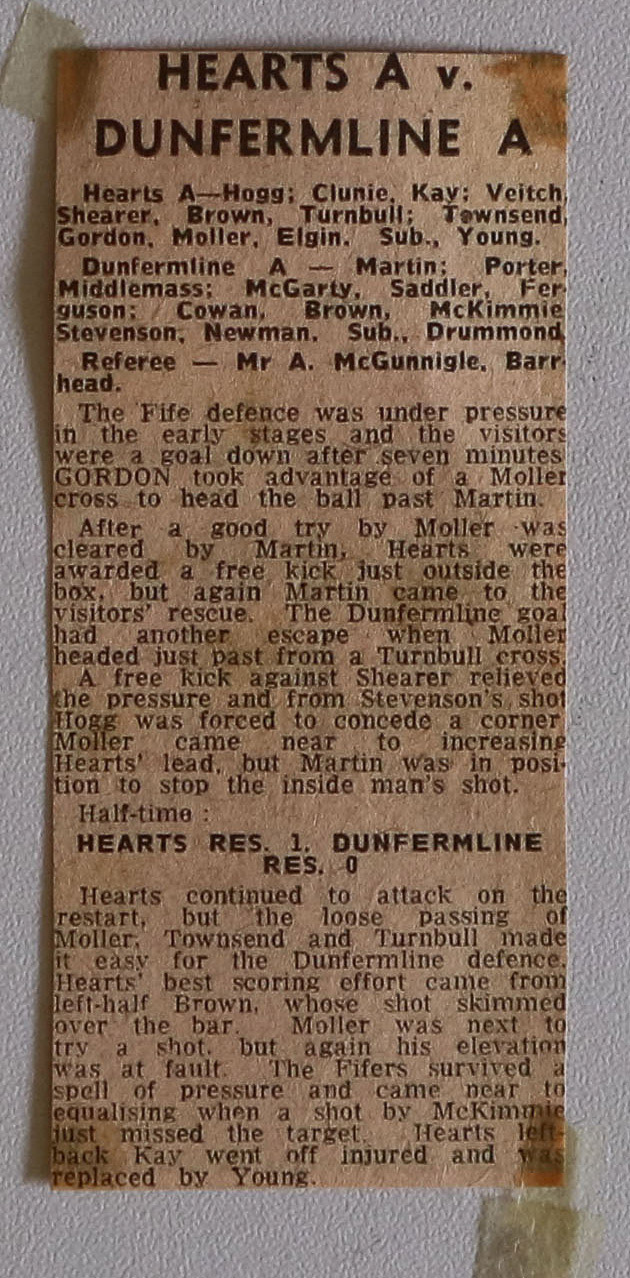 HEARTS A v.
DUNFERMLINE A
Hearts A—Hogg; Clunie, Kay; Veitch,
Shearer, Brown, Turnbull; Townsend,
Gordon, Moller, Elgin. Sub., Young.
Dunfermline A — Martin; Porter,
Middlemass; McGarty, Saddler, Fer-
guson; Cowan, Brown, McKimmie
Stevenson, Newman. Sub., Drummond,
Referee — Mr A. McGunnigle, Barr-
head.
The Fife defence was under pressure
in the early stages and the visitors
were a goal down after seven minutes
GORDON took advantage of a Moller
cross to head the ball past Martin.
After a good try by Moller was
cleared by Martin, Hearts were
awarded a free kick just outside the
box, but again Martin came to the
visitors' rescue. The Dunfermline goal
had another escape when Moller
headed just past from a Turnbull cross.
A free kick against Shearer relieved
the pressure and from Stevenson's shot
Hogg was forced to concede a corner
Moller came near to increasing
Hearts' lead, but Martin was in posi-
tion to stop the inside man's shot.
Half-time :
HEARTS RES. 1, DUNFERMLINE
RES. 0
Hearts continued to attack on the
restart, but the loose passing of
Moller, Townsend and Turnbull made
it easy for the Dunfermline defence.
Hearts' best scoring effort came from
left-half Brown, whose shot skimmed
over the bar. Moller was next to
try a shot, but again his elevation
was at fault. The Fifers survived a
spell of pressure and came near to
equalising when a shot by McKimmie
just missed the target. Hearts left-
back Kay went off injured and was
replaced by Young.